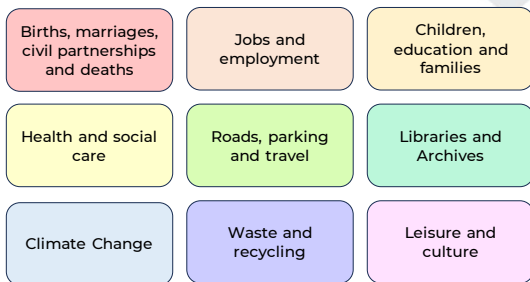 Births, marriages,
civil partnerships
and deaths
Jobs and
employment
Children,
education and
families
Health and social
care
Roads, parking
and travel
Libraries and
Archives
Climate Change
Waste and
recycling
Leisure and
culture